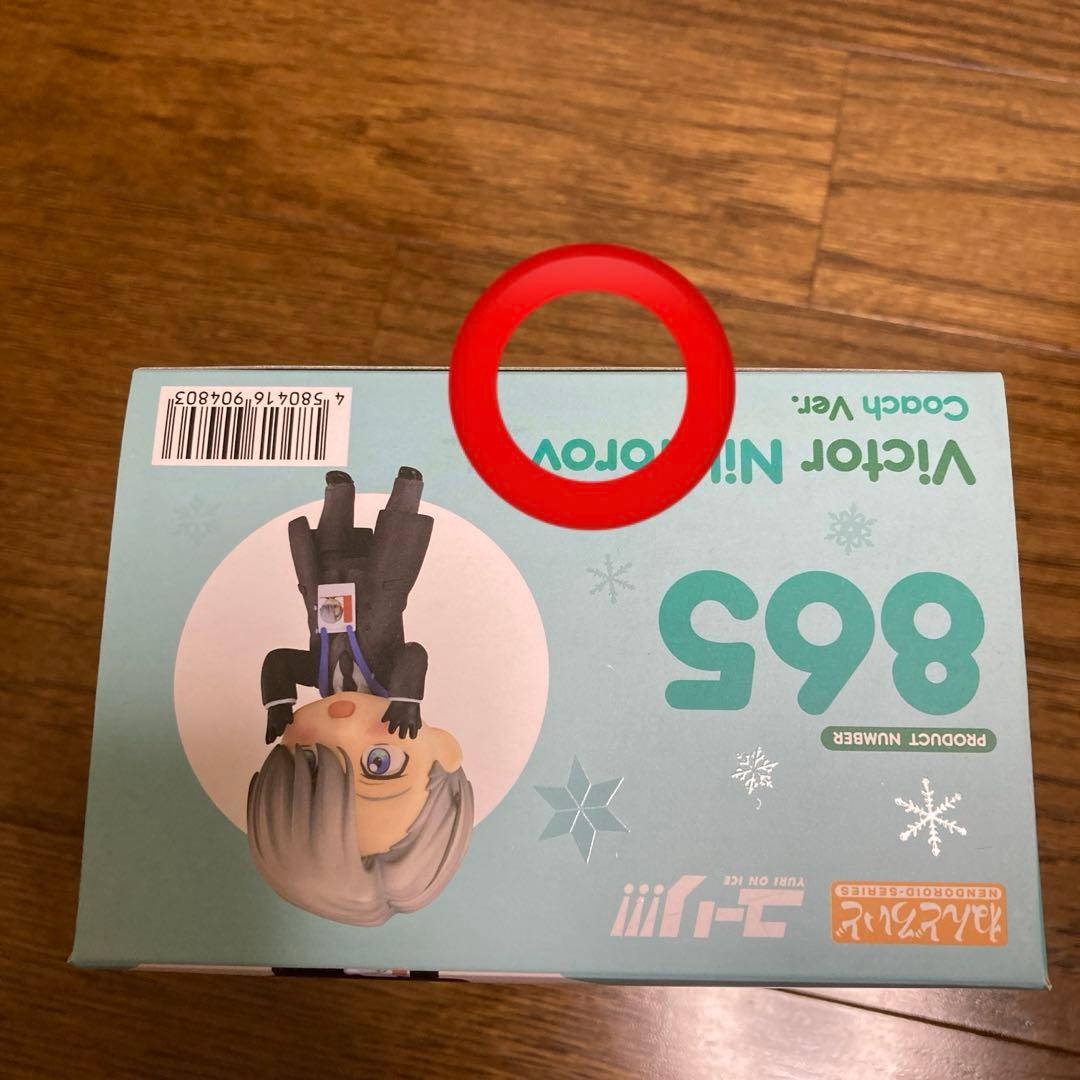 ねんどろいど
NENDOROID-SERIES
ユーリ!!!
YURI ON ICE
PRODUCT NUMBER
865
Victor Nikiforov
Coach Ver.
4 580416 904803